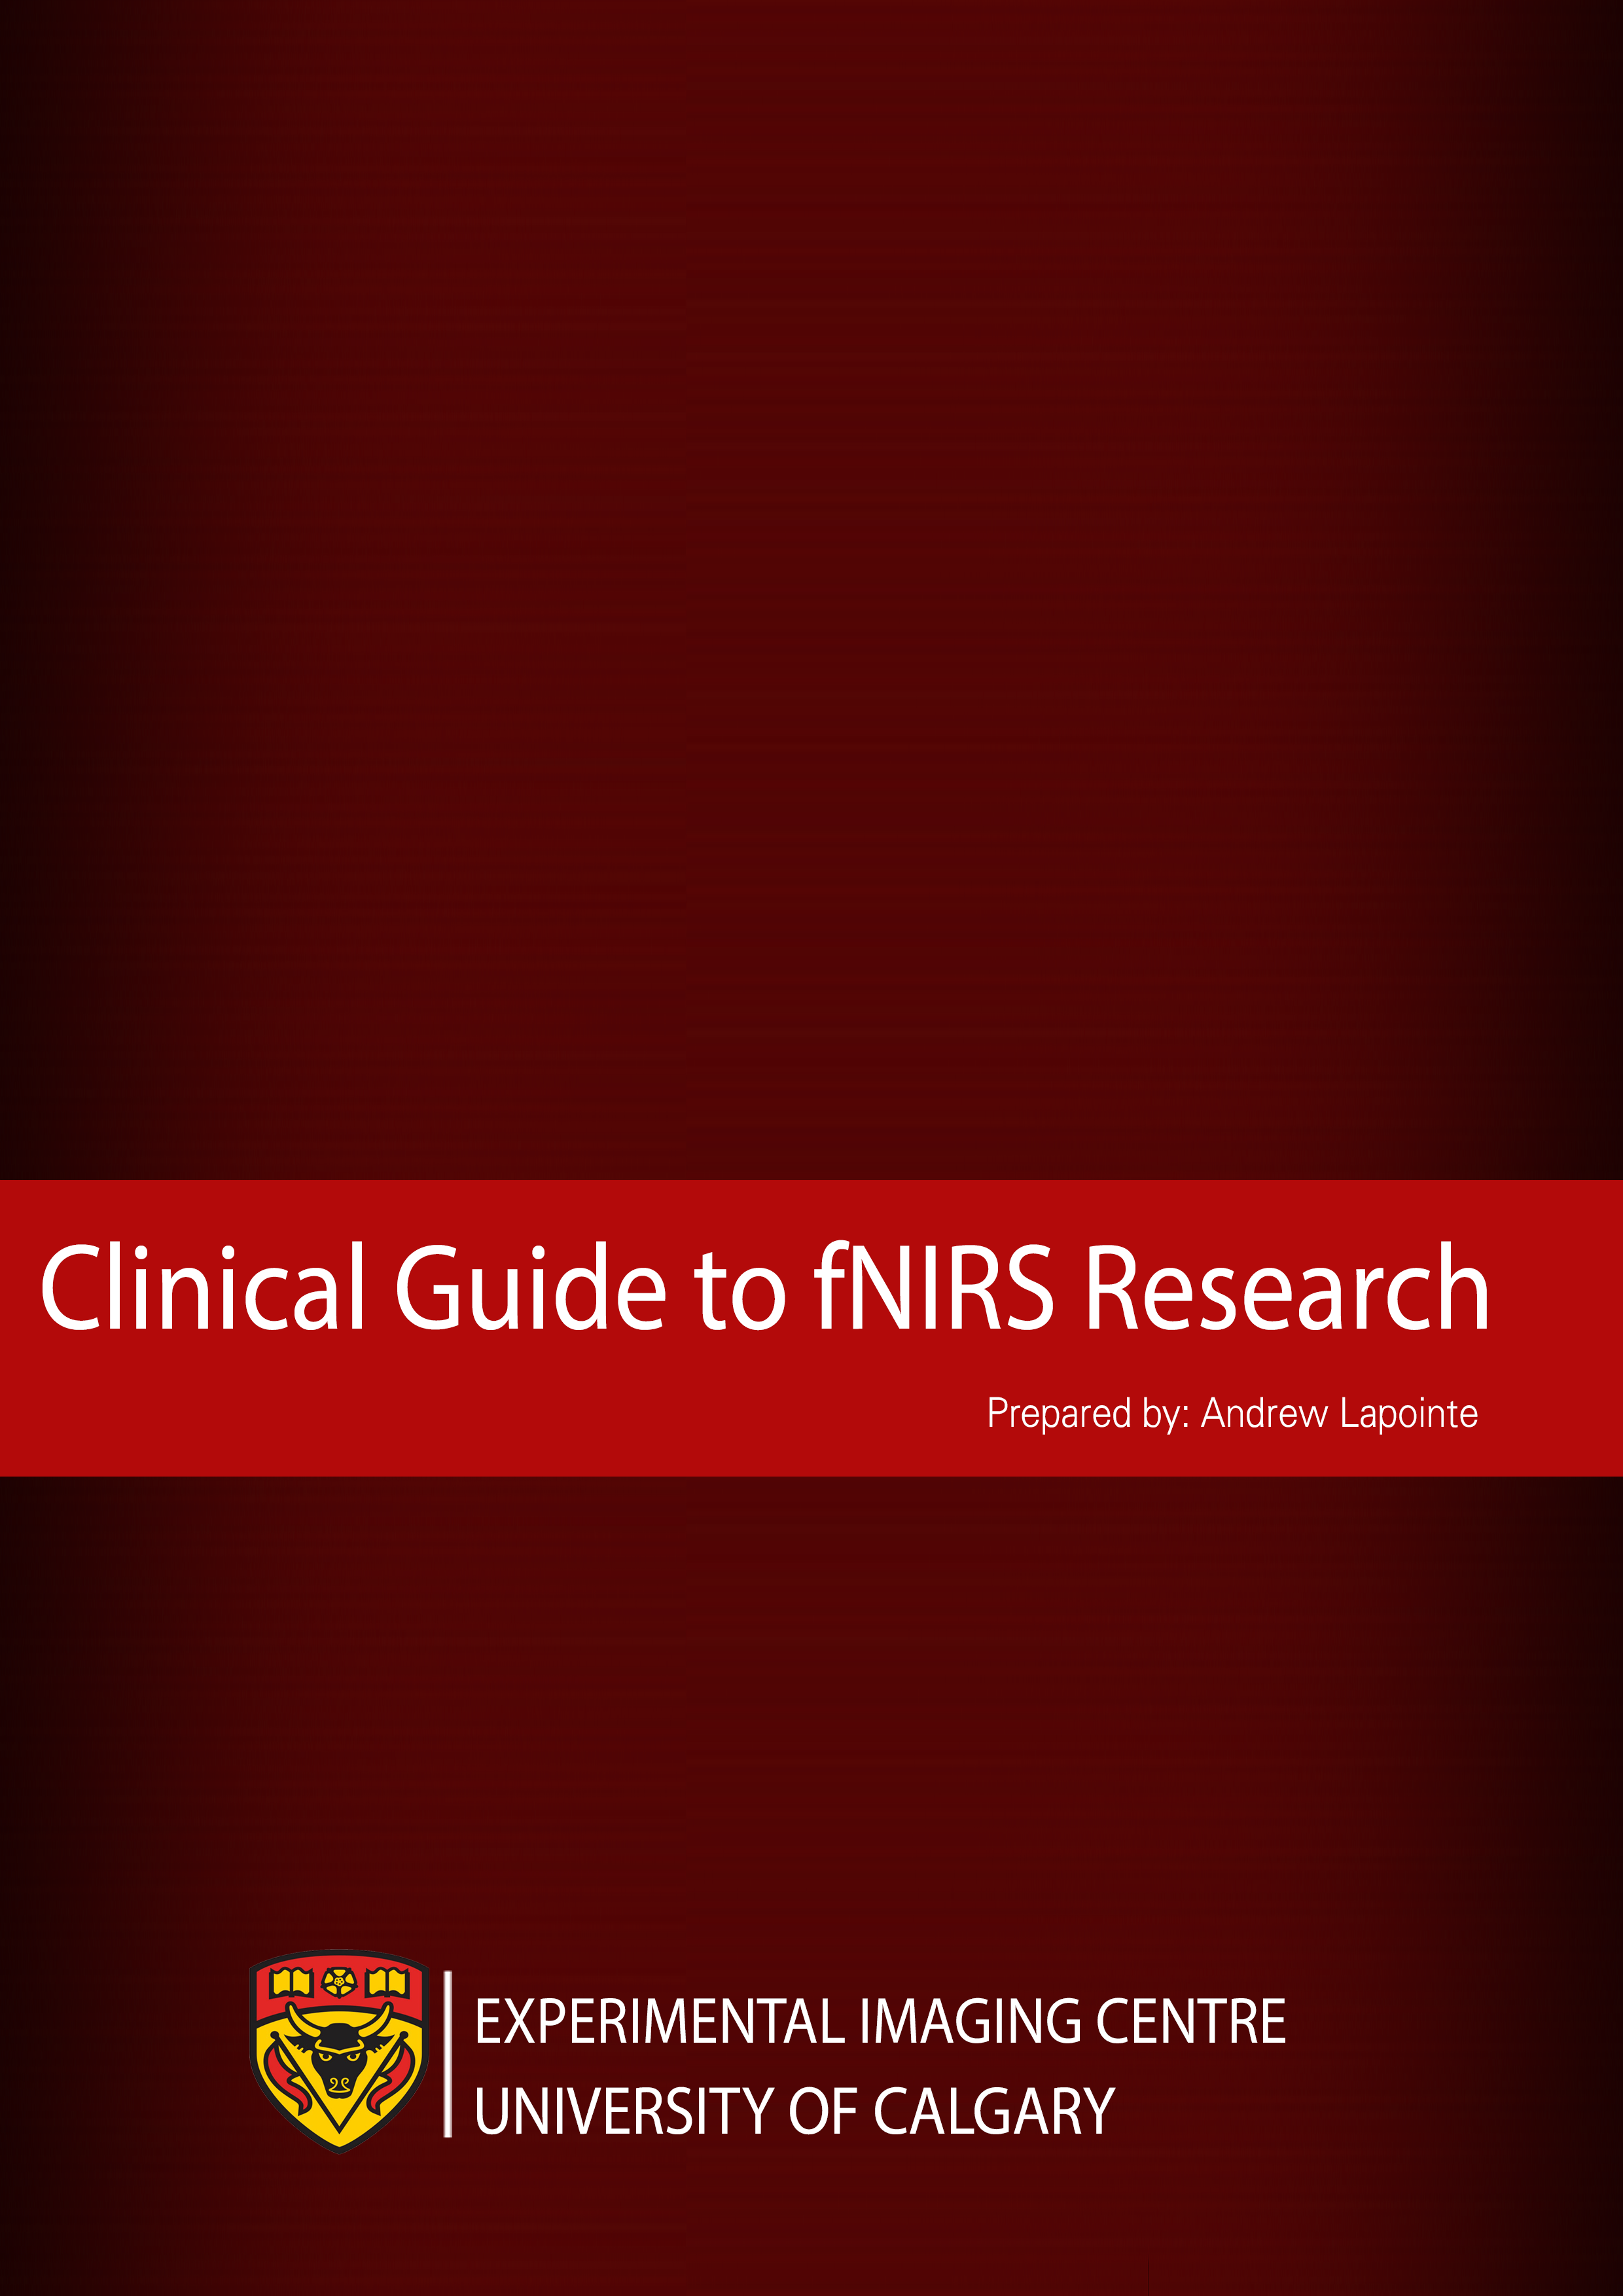 Clinical Guide to fNIRS Research
Prepared by: Andrew Lapointe
EXPERIMENTAL IMAGING CENTRE
UNIVERSITY OF CALGARY